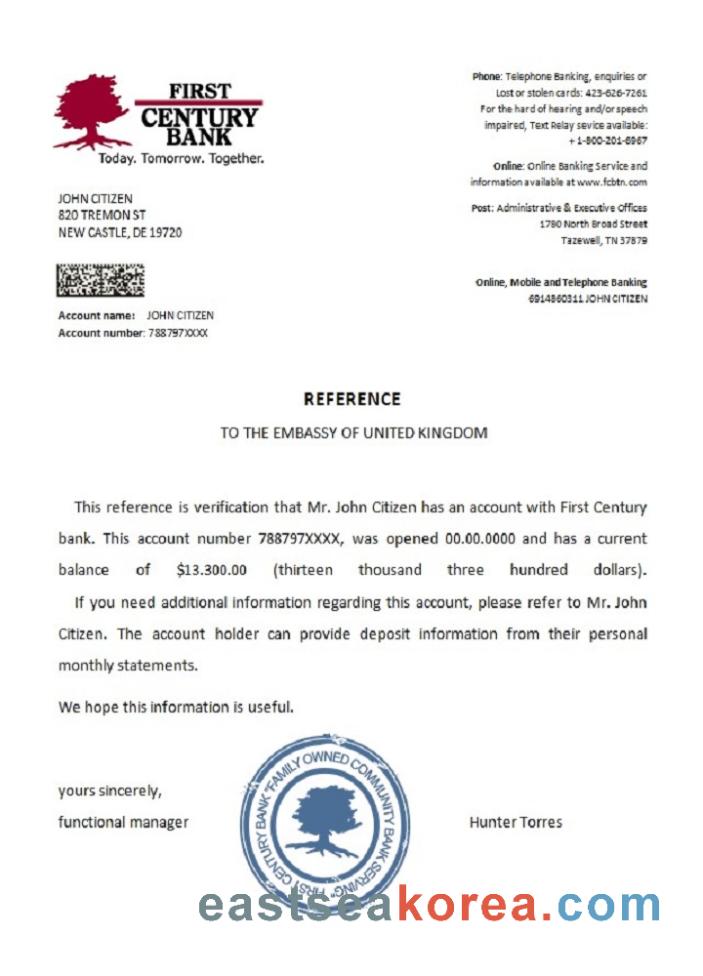 FIRST
CENTURY
BANK
Today. Tomorrow. Together.
Phone: Telephone Banking, enquiries or
Lost or stolen cards: 423-626-7261
For the hard of hearing and/or speech
impaired, Text Relay sevice available:
+1-800-201-6967
Online: Online Banking Service and
information available at www.fcbtn.com
Post: Administrative & Executive Offices
1780 North Broad Street
Tazewell, TN 37879
JOHN CITIZEN
820 TREMON ST
NEW CASTLE, DE 19720
Online, Mobile and Telephone Banking
6914860311 JOHN CITIZEN
Account name: JOHN CITIZEN
Account number: 788797XXXX
REFERENCE
TO THE EMBASSY OF UNITED KINGDOM
This reference is verification that Mr. John Citizen has an account with First Century
bank. This account number 788797XXXX, was opened 00.00.0000 and has a current
balance of $13.300.00 (thirteen thousand three hundred dollars).
If you need additional information regarding this account, please refer to Mr. John
Citizen. The account holder can provide deposit information from their personal
monthly statements.
We hope this information is useful.
yours sincerely,
functional manager
Hunter Torres
FIRST CENTURY BANK "FAMILY OWNED COMMUNITY BANK SERVING"
eastseakorea.com